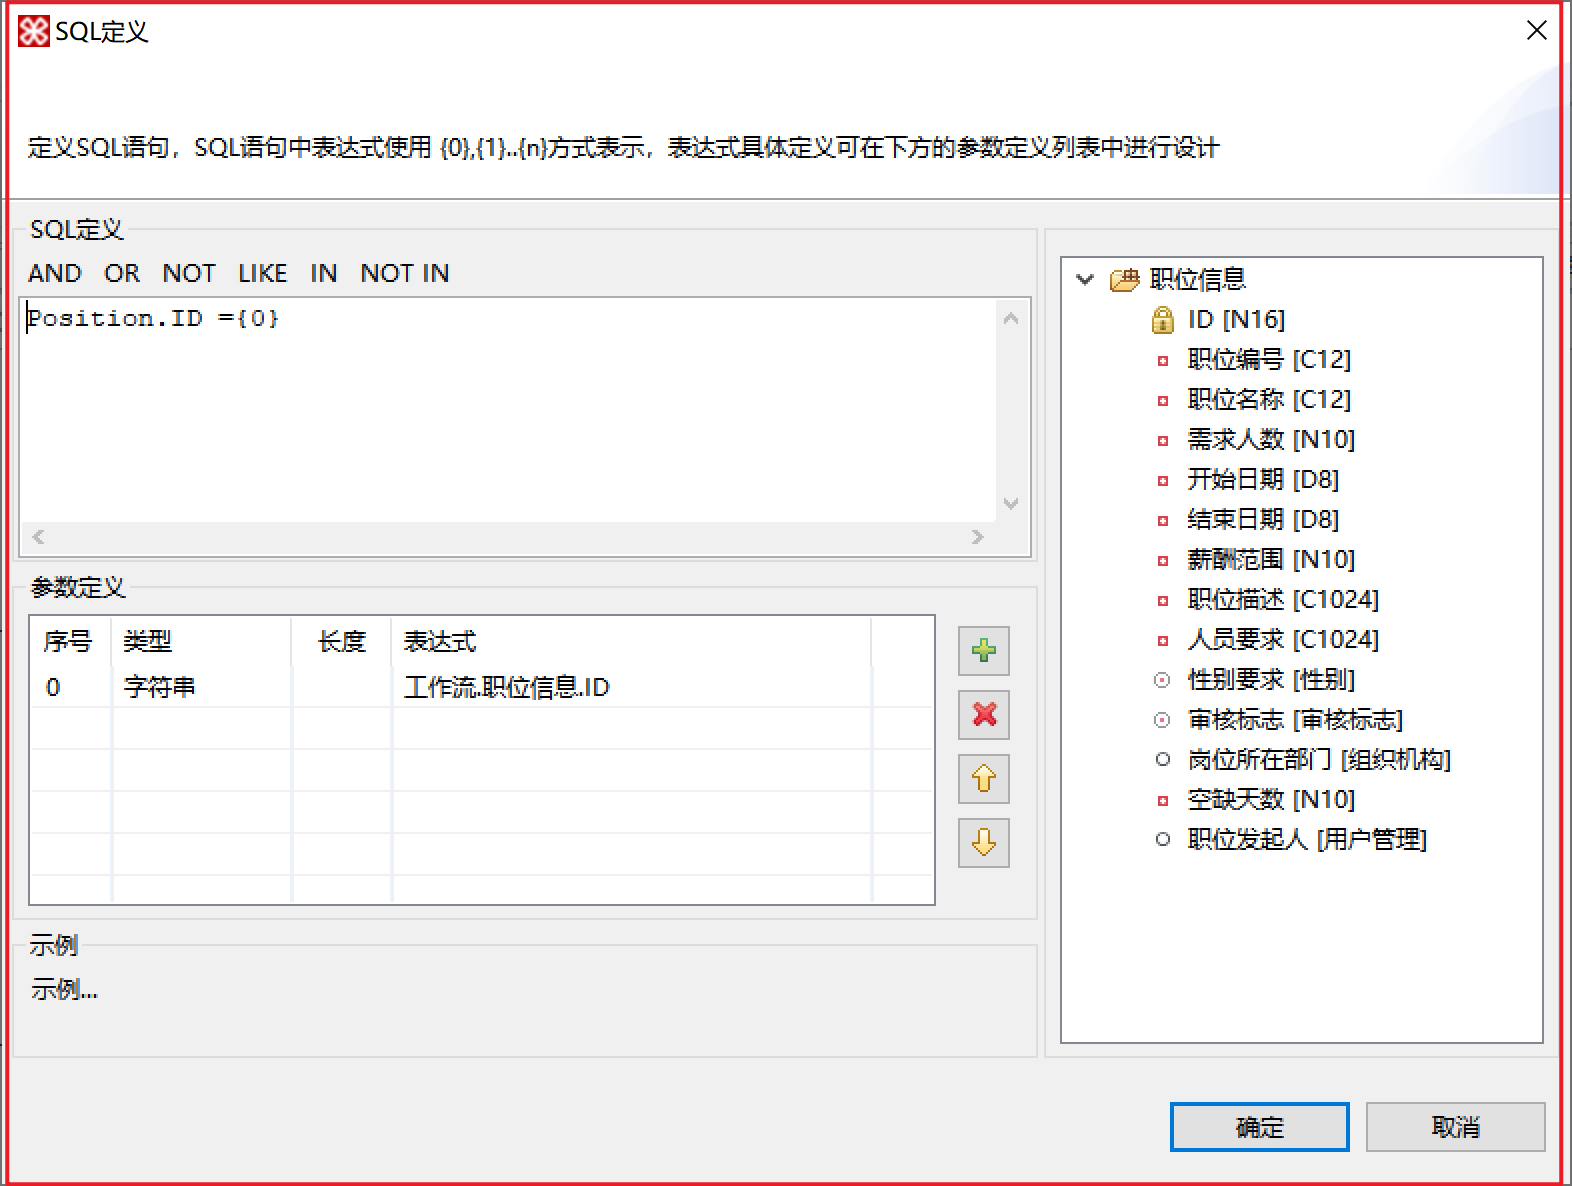 SQL定义
定义SQL语句，SQL语句中表达式使用 {0},{1}..{n}方式表示，表达式具体定义可在下方的参数定义列表中进行设计
SQL定义
AND OR NOT LIKE IN NOT IN
Position.ID ={0}
参数定义
序号 类型 长度 表达式
0 字符串 工作流.职位信息.ID
示例
示例...
职位信息
ID [N16]
职位编号 [C12]
职位名称 [C12]
需求人数 [N10]
开始日期 [D8]
结束日期 [D8]
薪酬范围 [N10]
职位描述 [C1024]
人员要求 [C1024]
性别要求 [性别]
审核标志 [审核标志]
岗位所在部门 [组织机构]
空缺天数 [N10]
职位发起人 [用户管理]
确定 取消